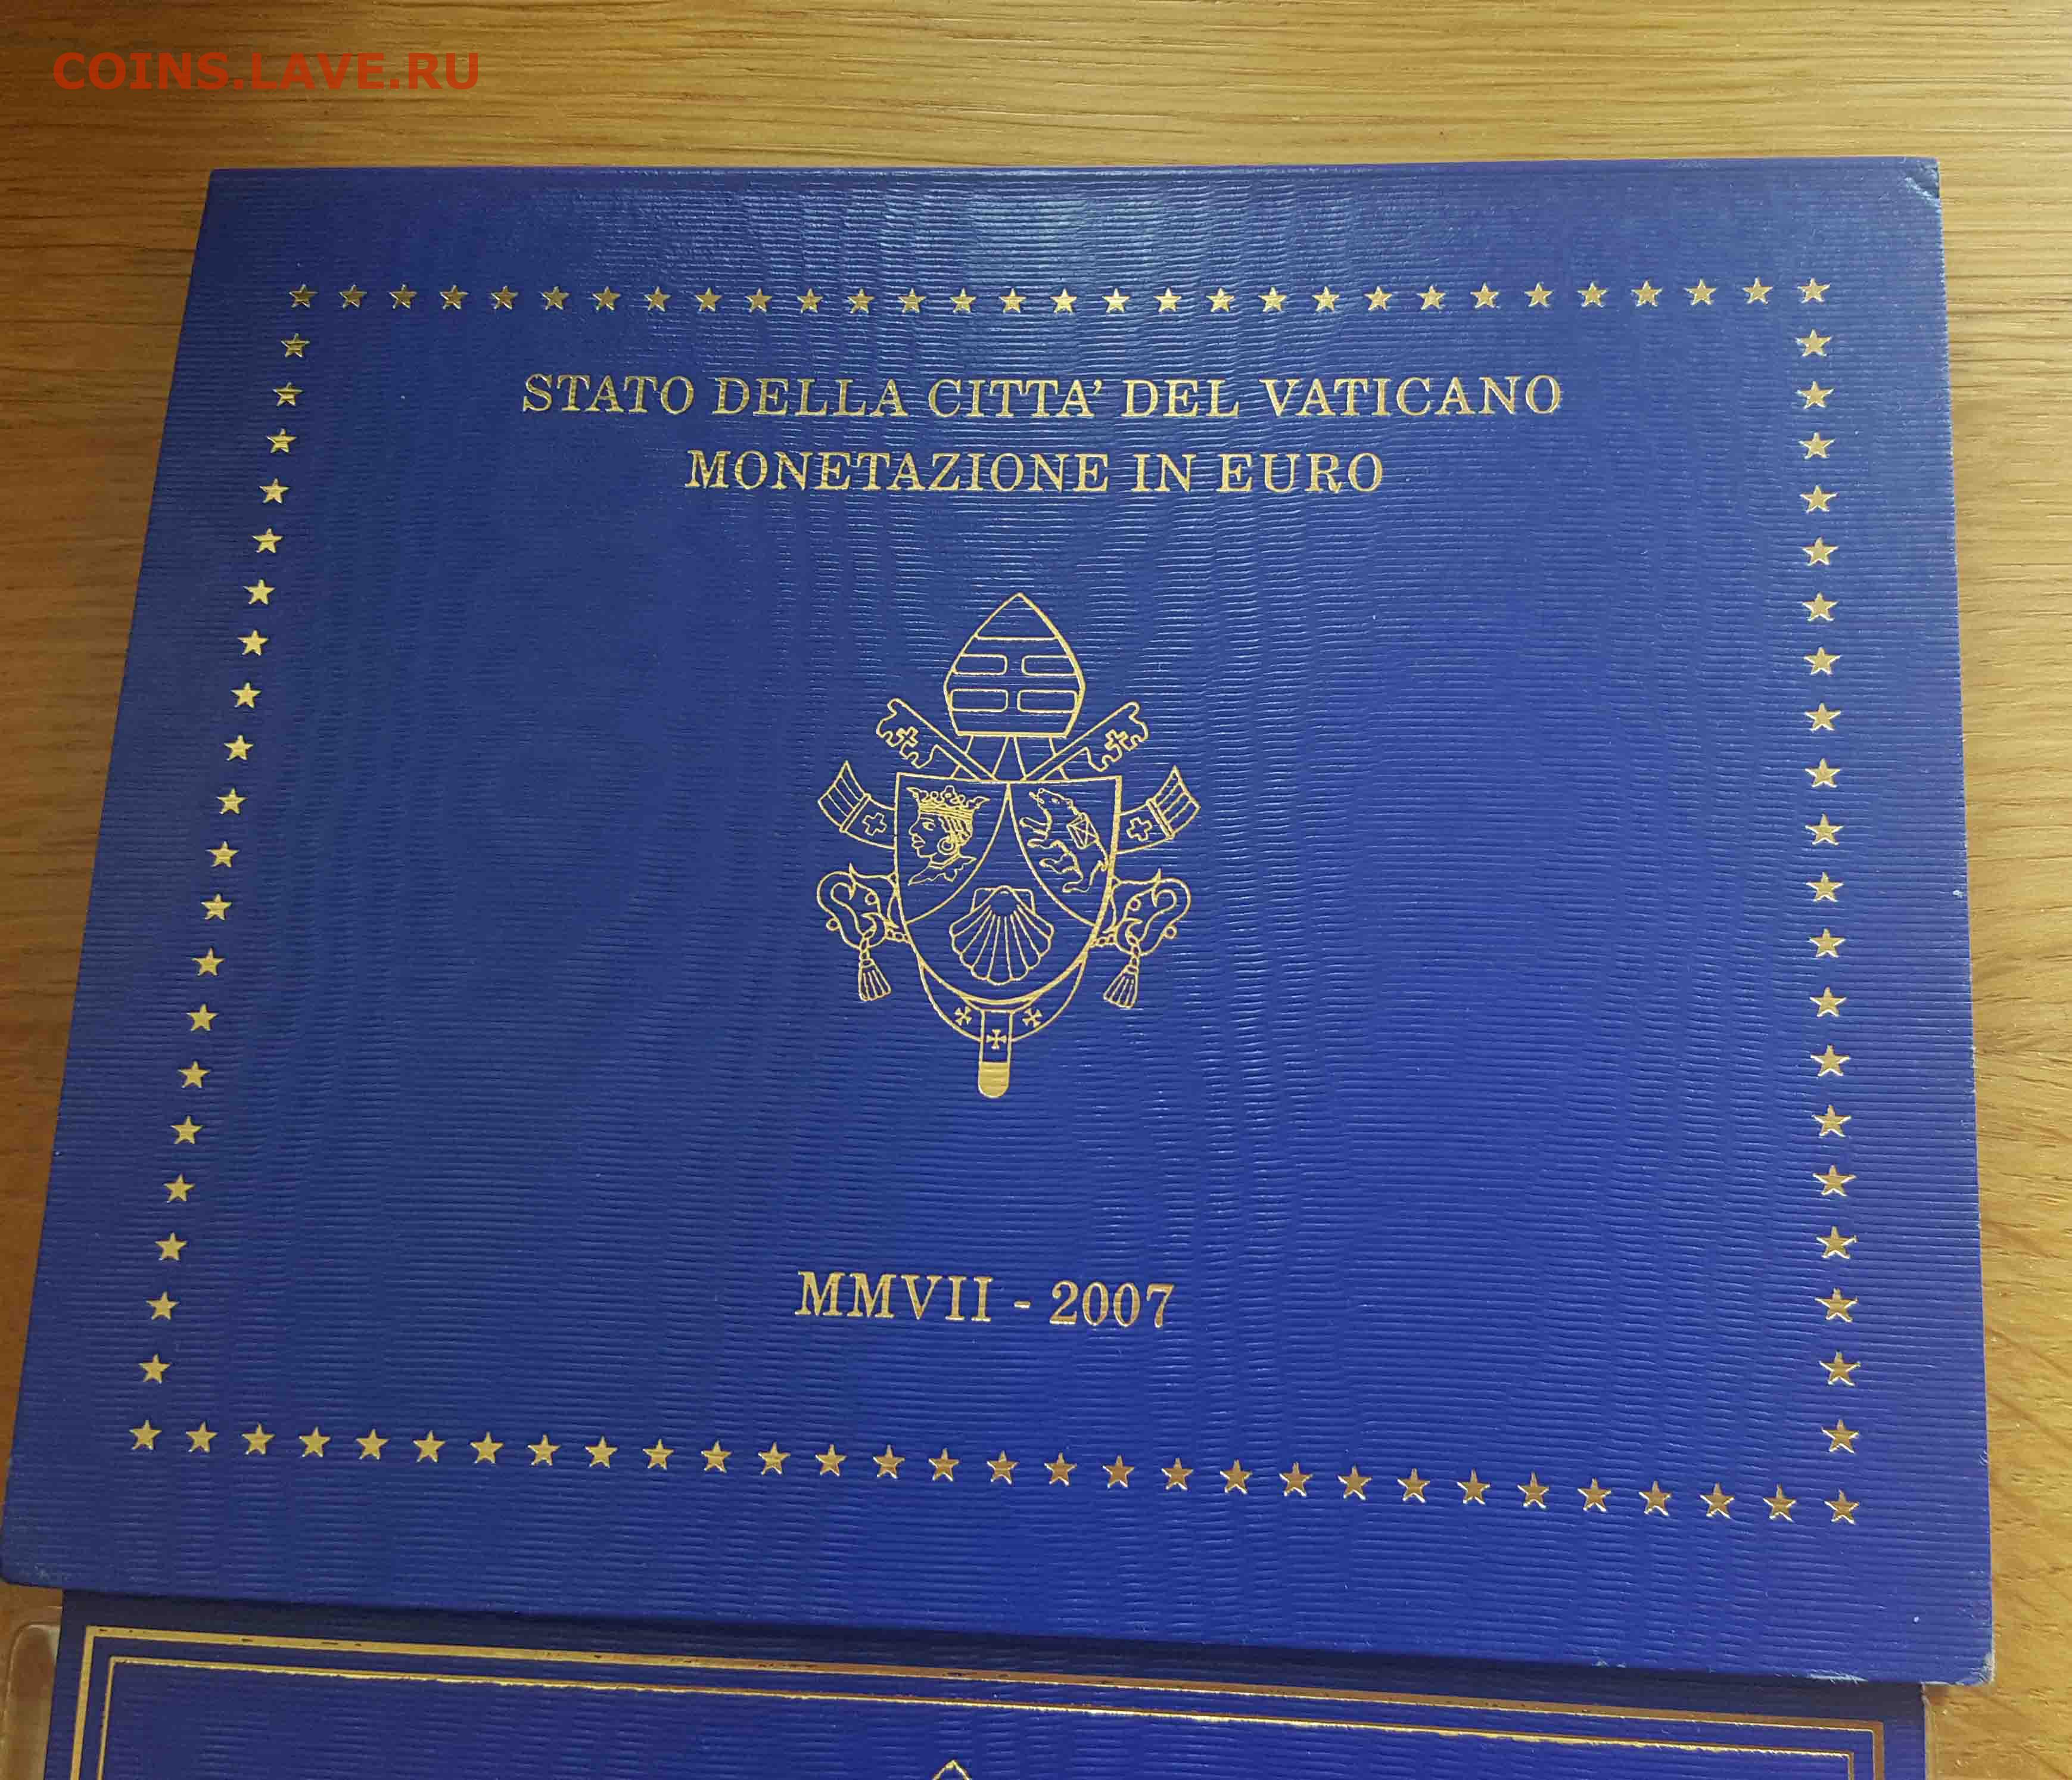 COINS.LAVE.RU
STATO DELLA CITTA' DEL VATICANO
MONETAZIONE IN EURO
MMVII - 2007